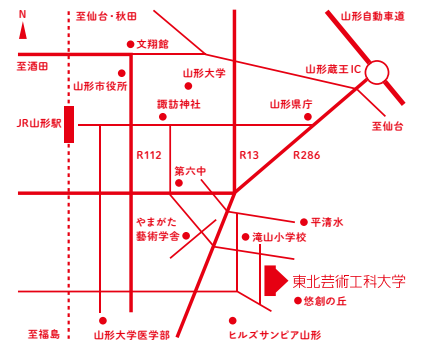 N
至仙台・秋田
山形自動車道
文翔館
至酒田
山形市役所
山形大学
山形蔵王IC
諏訪神社
山形県庁
JR山形駅
至仙台
R112
R13
R286
第六中
やまがた
藝術学舎
平清水
滝山小学校
東北芸術工科大学
悠創の丘
至福島
山形大学医学部
ヒルズサンピア山形